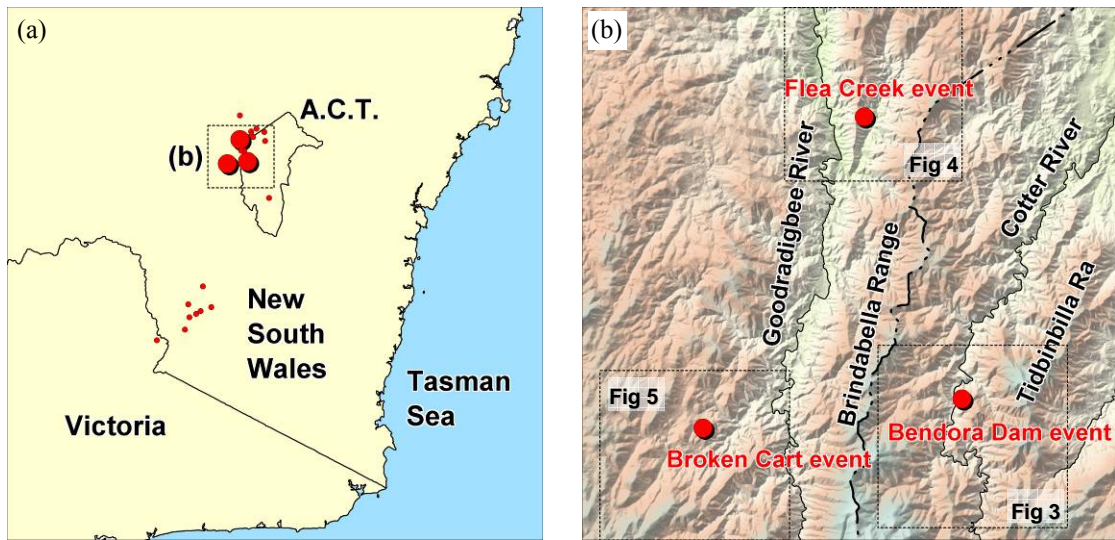 (a)
A.C.T.
(b)
New
South
Wales
Tasman
Sea
Victoria
(b)
Flea Creek event
Fig 4
Goodradigbee River
Brindabella Range
Cotter River
Tidbinbilla Ra
Fig 5
Broken Cart event
Bendora Dam event
Fig 3